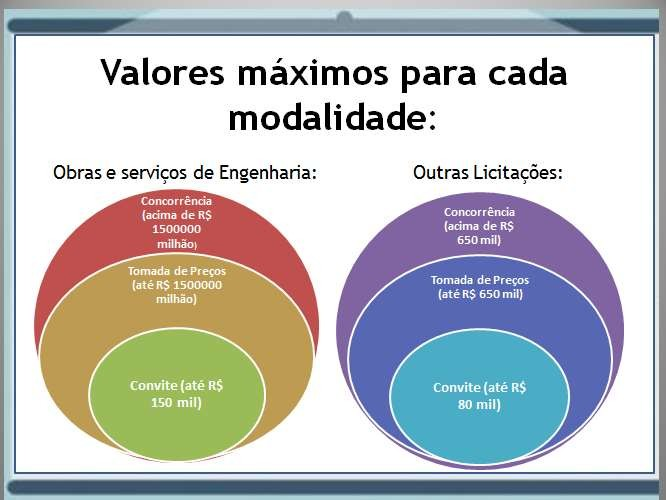 Valores máximos para cada
modalidade:
Obras e serviços de Engenharia:
Concorrência
(acima de R$
1500000
milhão)
Tomada de Preços
(até R$ 1500000
milhão)
Convite (até R$
150 mil)
Outras Licitações:
Concorrência
(acima de R$
650 mil)
Tomada de Preços
(até R$ 650 mil)
Convite (até R$
80 mil)